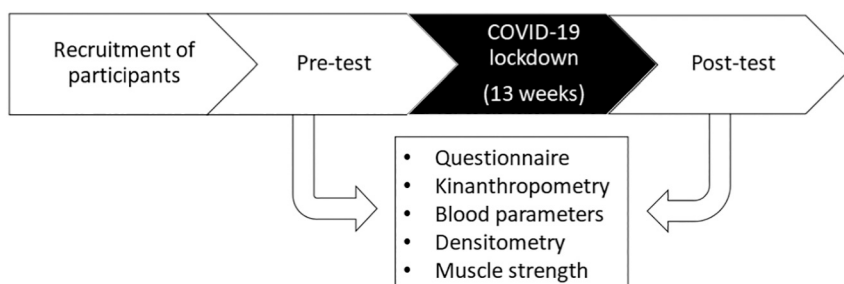 Recruitment of
participants
Pre-test
COVID-19
lockdown
(13 weeks)
Post-test
• Questionnaire
• Kinanthropometry
• Blood parameters
• Densitometry
• Muscle strength